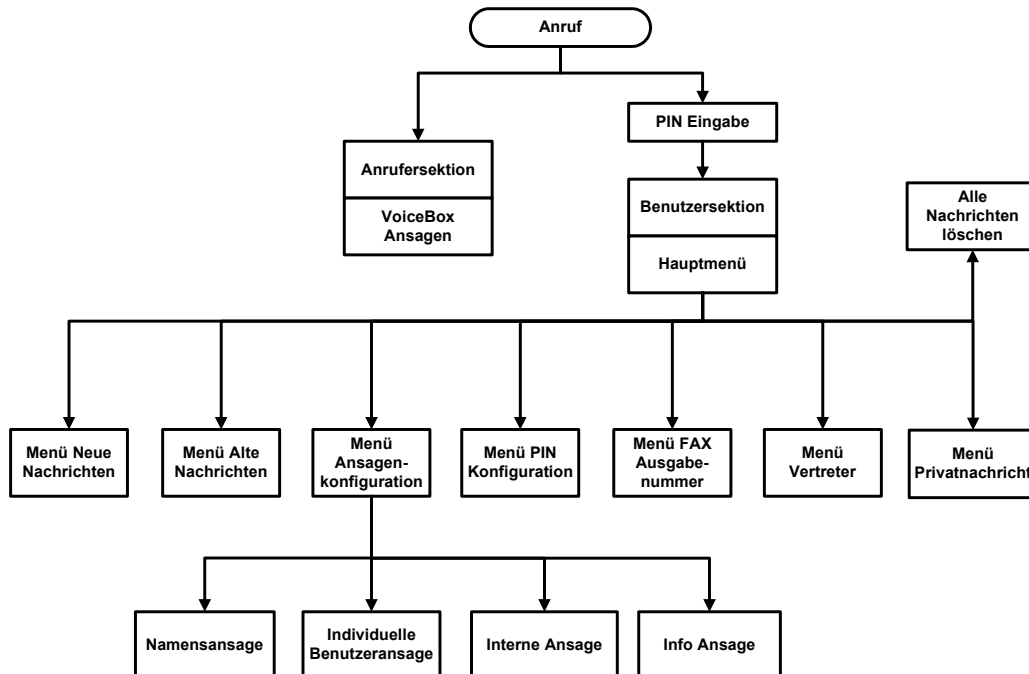 Anruf
PIN Eingabe
Anrufersektion
VoiceBox
Ansagen
Benutzersektion
Hauptmenü
Alle
Nachrichten
löschen
Menü Neue
Nachrichten
Menü Alte
Nachrichten
Menü
Ansagen-
konfiguration
Menü PIN
Konfiguration
Menü FAX
Ausgabe-
nummer
Menü
Vertreter
Menü
Privatnachricht
Namensansage
Individuelle
Benutzeransage
Interne Ansage
Info Ansage